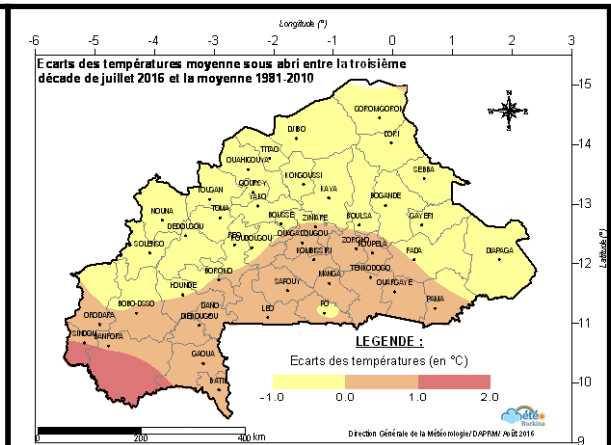 Longitude (°)
-6 -5 -4 -3 -2 -1 0 1 2 3
Ecarts des températures moyenne sous abri entre la troisième
décade de juillet 2016 et la moyenne 1981-2010
N
W E
S
15
GOROMGOROM
DJIBO
DORI
14
TITAO
OUAHIGOUYA
SEBBA
KONGOUSSI
GOURCY
KAYA
TOUGAN
YAKO
BOGANDE
NOUNA
TOMA
BOUSSE
ZINIARE
BOULSA
GAYERI
13
DEDOUGOU
REO
OUAGADOUGOU
ZORGHO
SOLENSO
KOUDOUGOU
KOMBISSIRI
KOUPELA
FADA
DIAPAGA
12
Latitude (°)
BOROMO
TENKODOGO
HOUNDE
SAPOUY
MANGA
OUARGAYE
BOBO-DSSO
DANO
PO
PAMA
ORODARA
DIEBOUGOU
LEO
11
SINDOU
BANFORA
GAOUA
BATIE
10
LEGENDE :
Ecarts des températures (en °C)
-1.0 0.0 1.0 2.0
météo
Burkina
0 200 400 km
Direction Générale de la Météorologie/ DAPRM/ Août 2016
9